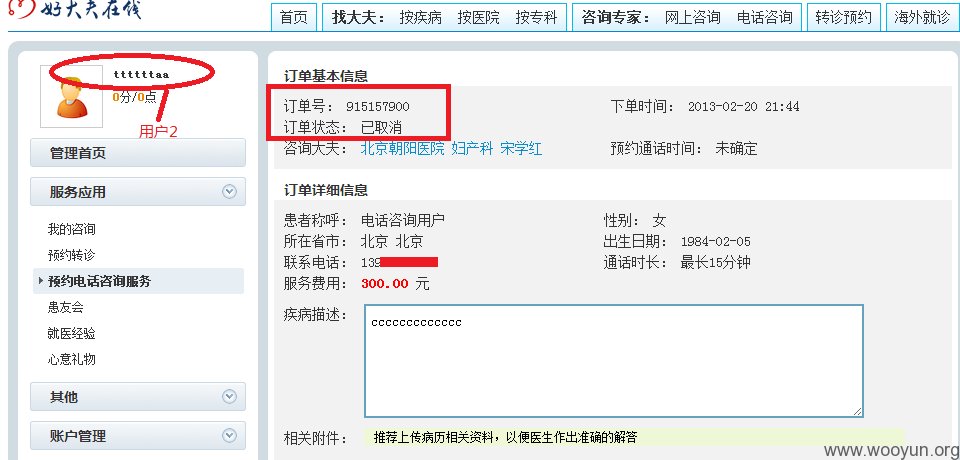 好大夫在线
首页 找大夫： 按疾病 按医院 按专科 咨询专家： 网上咨询 电话咨询 转诊预约 海外就诊
ttttttaa
0分/0点
用户2
管理首页
服务应用
我的咨询
预约转诊
预约电话咨询服务
患友会
就医经验
心意礼物
其他
账户管理
订单基本信息
订单号： 915157900 下单时间： 2013-02-20 21:44
订单状态： 已取消
咨询大夫： 北京朝阳医院 妇产科 宋学红 预约通话时间： 未确定
订单详细信息
患者称呼： 电话咨询用户 性别： 女
所在省市： 北京 北京 出生日期： 1984-02-05
联系电话： 139 通话时长： 最长15分钟
服务费用： 300.00 元
疾病描述： ccccccccccccc
相关附件： 推荐上传病历相关资料，以便医生作出准确的解答
www.wooyun.org